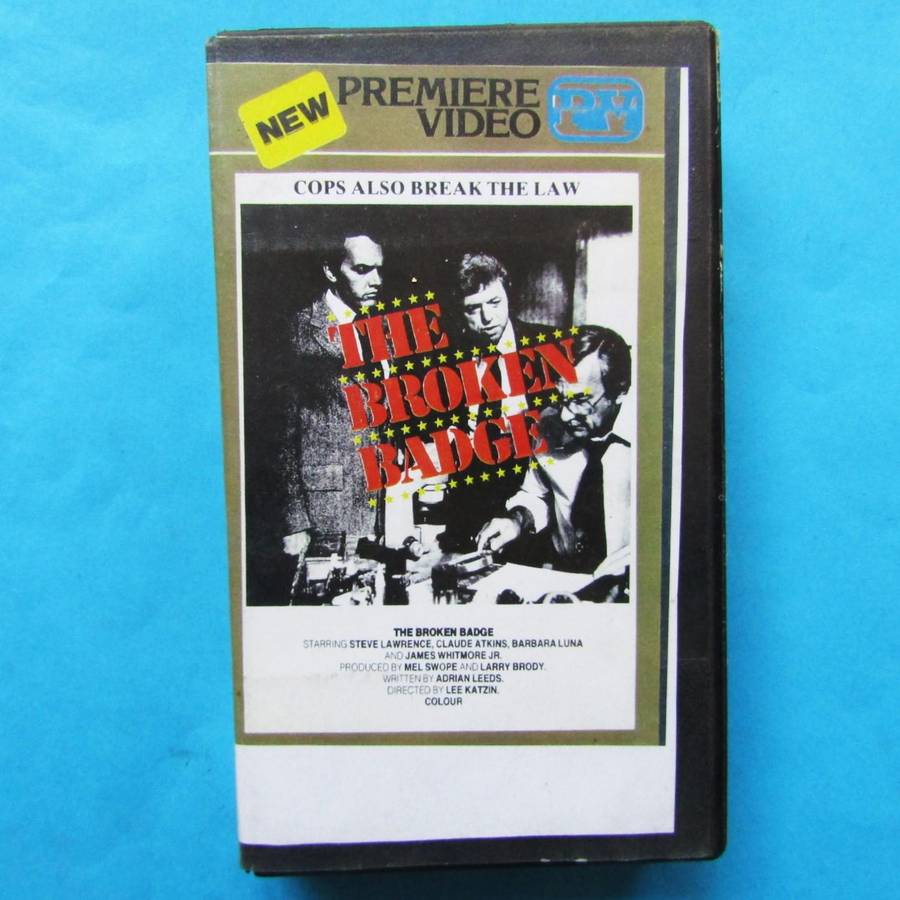 NEW
PREMIERE
VIDEO
PV
COPS ALSO BREAK THE LAW
THE
BROKEN
BADGE
THE BROKEN BADGE
STARRING STEVE LAWRENCE, CLAUDE ATKINS, BARBARA LUNA
AND JAMES WHITMORE JR.
PRODUCED BY MEL SWOPE AND LARRY BRODY.
WRITTEN BY ADRIAN LEEDS.
DIRECTED BY LEE KATZIN.
COLOUR